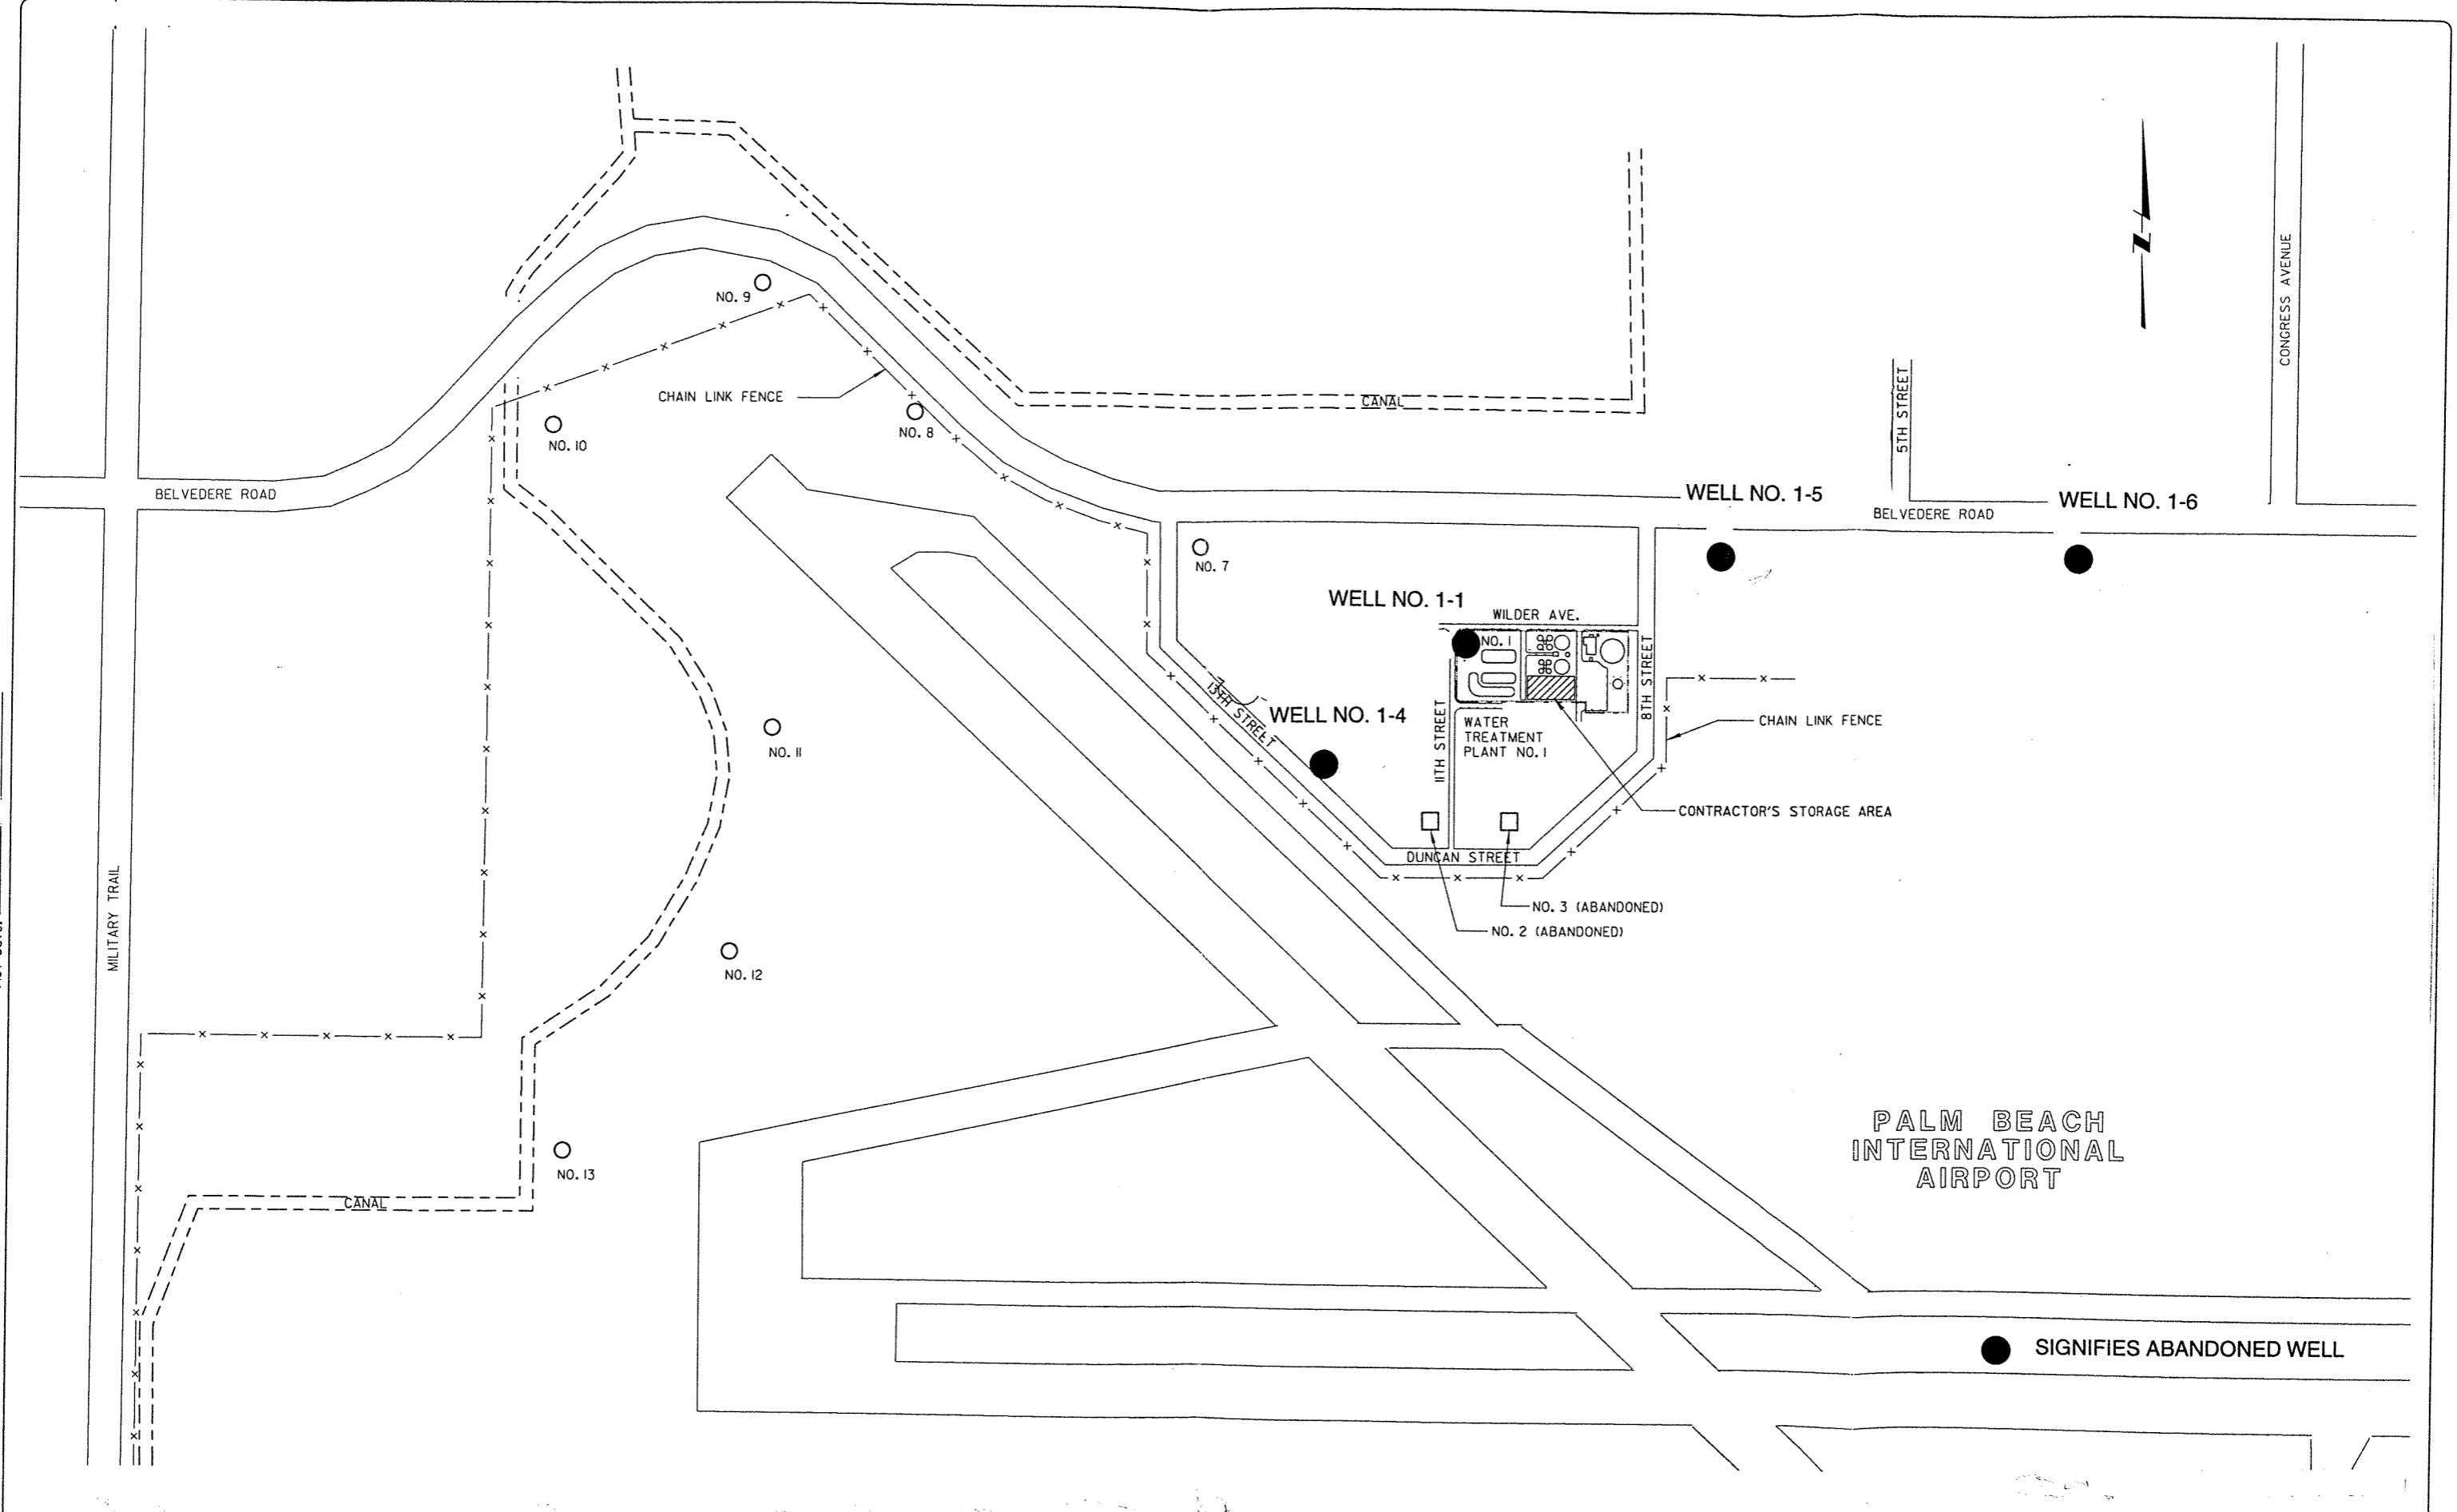 CONGRESS AVENUE
NO. 9
CHAIN LINK FENCE
5TH STREET
CANAL
NO. 8
NO. 10
BELVEDERE ROAD
WELL NO. 1-5
WELL NO. 1-6
BELVEDERE ROAD
NO. 7
WELL NO. 1-1
WILDER AVE.
NO. 1
8TH STREET
13TH STREET
WELL NO. 1-4
11TH STREET
WATER
TREATMENT
PLANT NO. 1
CHAIN LINK FENCE
NO. 11
CONTRACTOR'S STORAGE AREA
DUNCAN STREET
MILITARY TRAIL
NO. 3 (ABANDONED)
NO. 2 (ABANDONED)
NO. 12
PALM BEACH
INTERNATIONAL
AIRPORT
NO. 13
CANAL
SIGNIFIES ABANDONED WELL
N